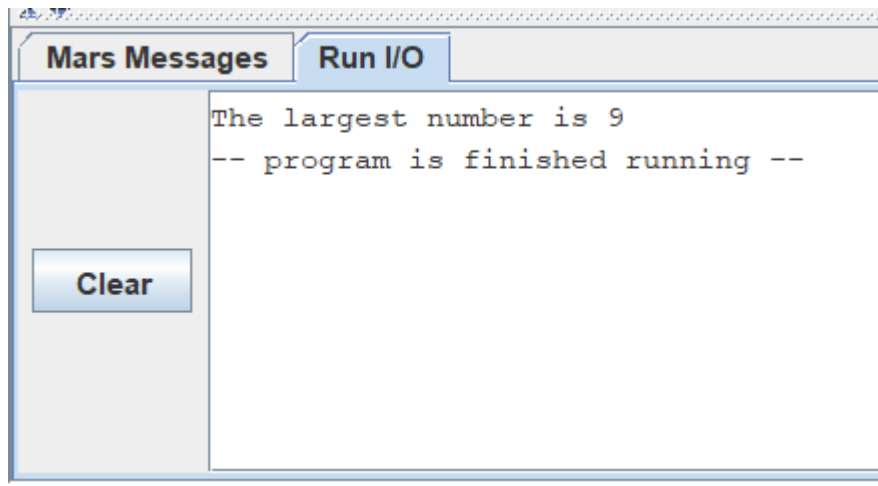 Mars Messages Run I/O
The largest number is 9
-- program is finished running --
Clear